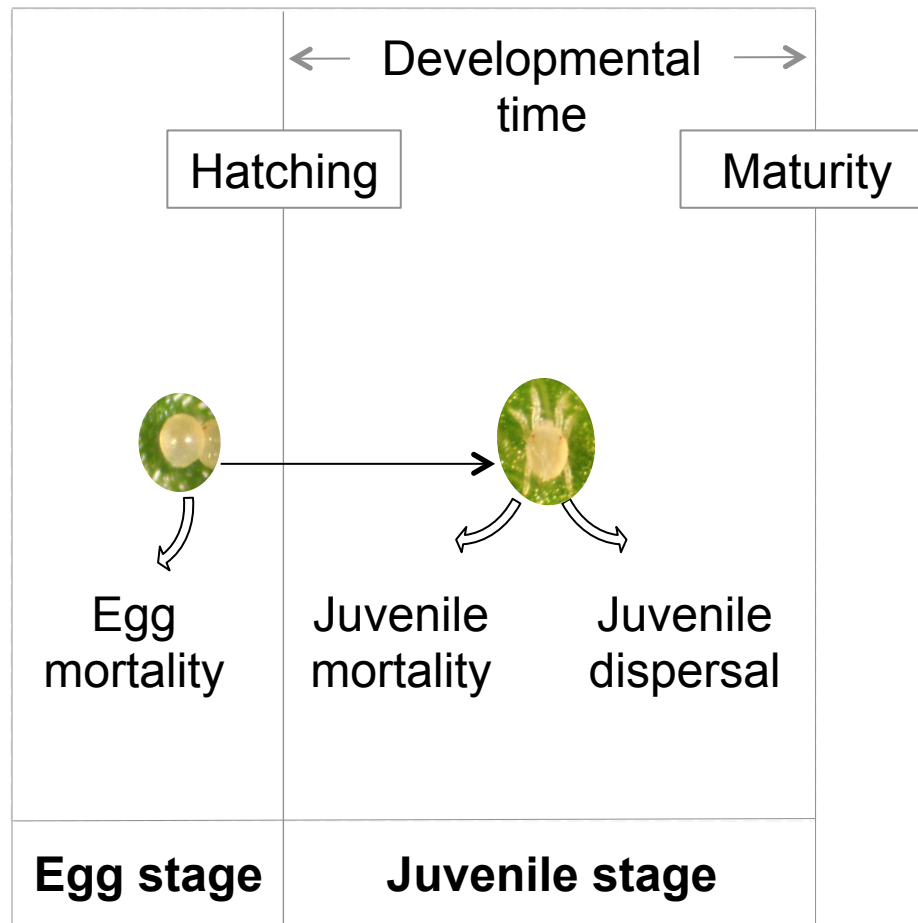 Developmental
time
Hatching
Maturity
Egg
mortality
Juvenile
mortality
Juvenile
dispersal
Egg stage
Juvenile stage